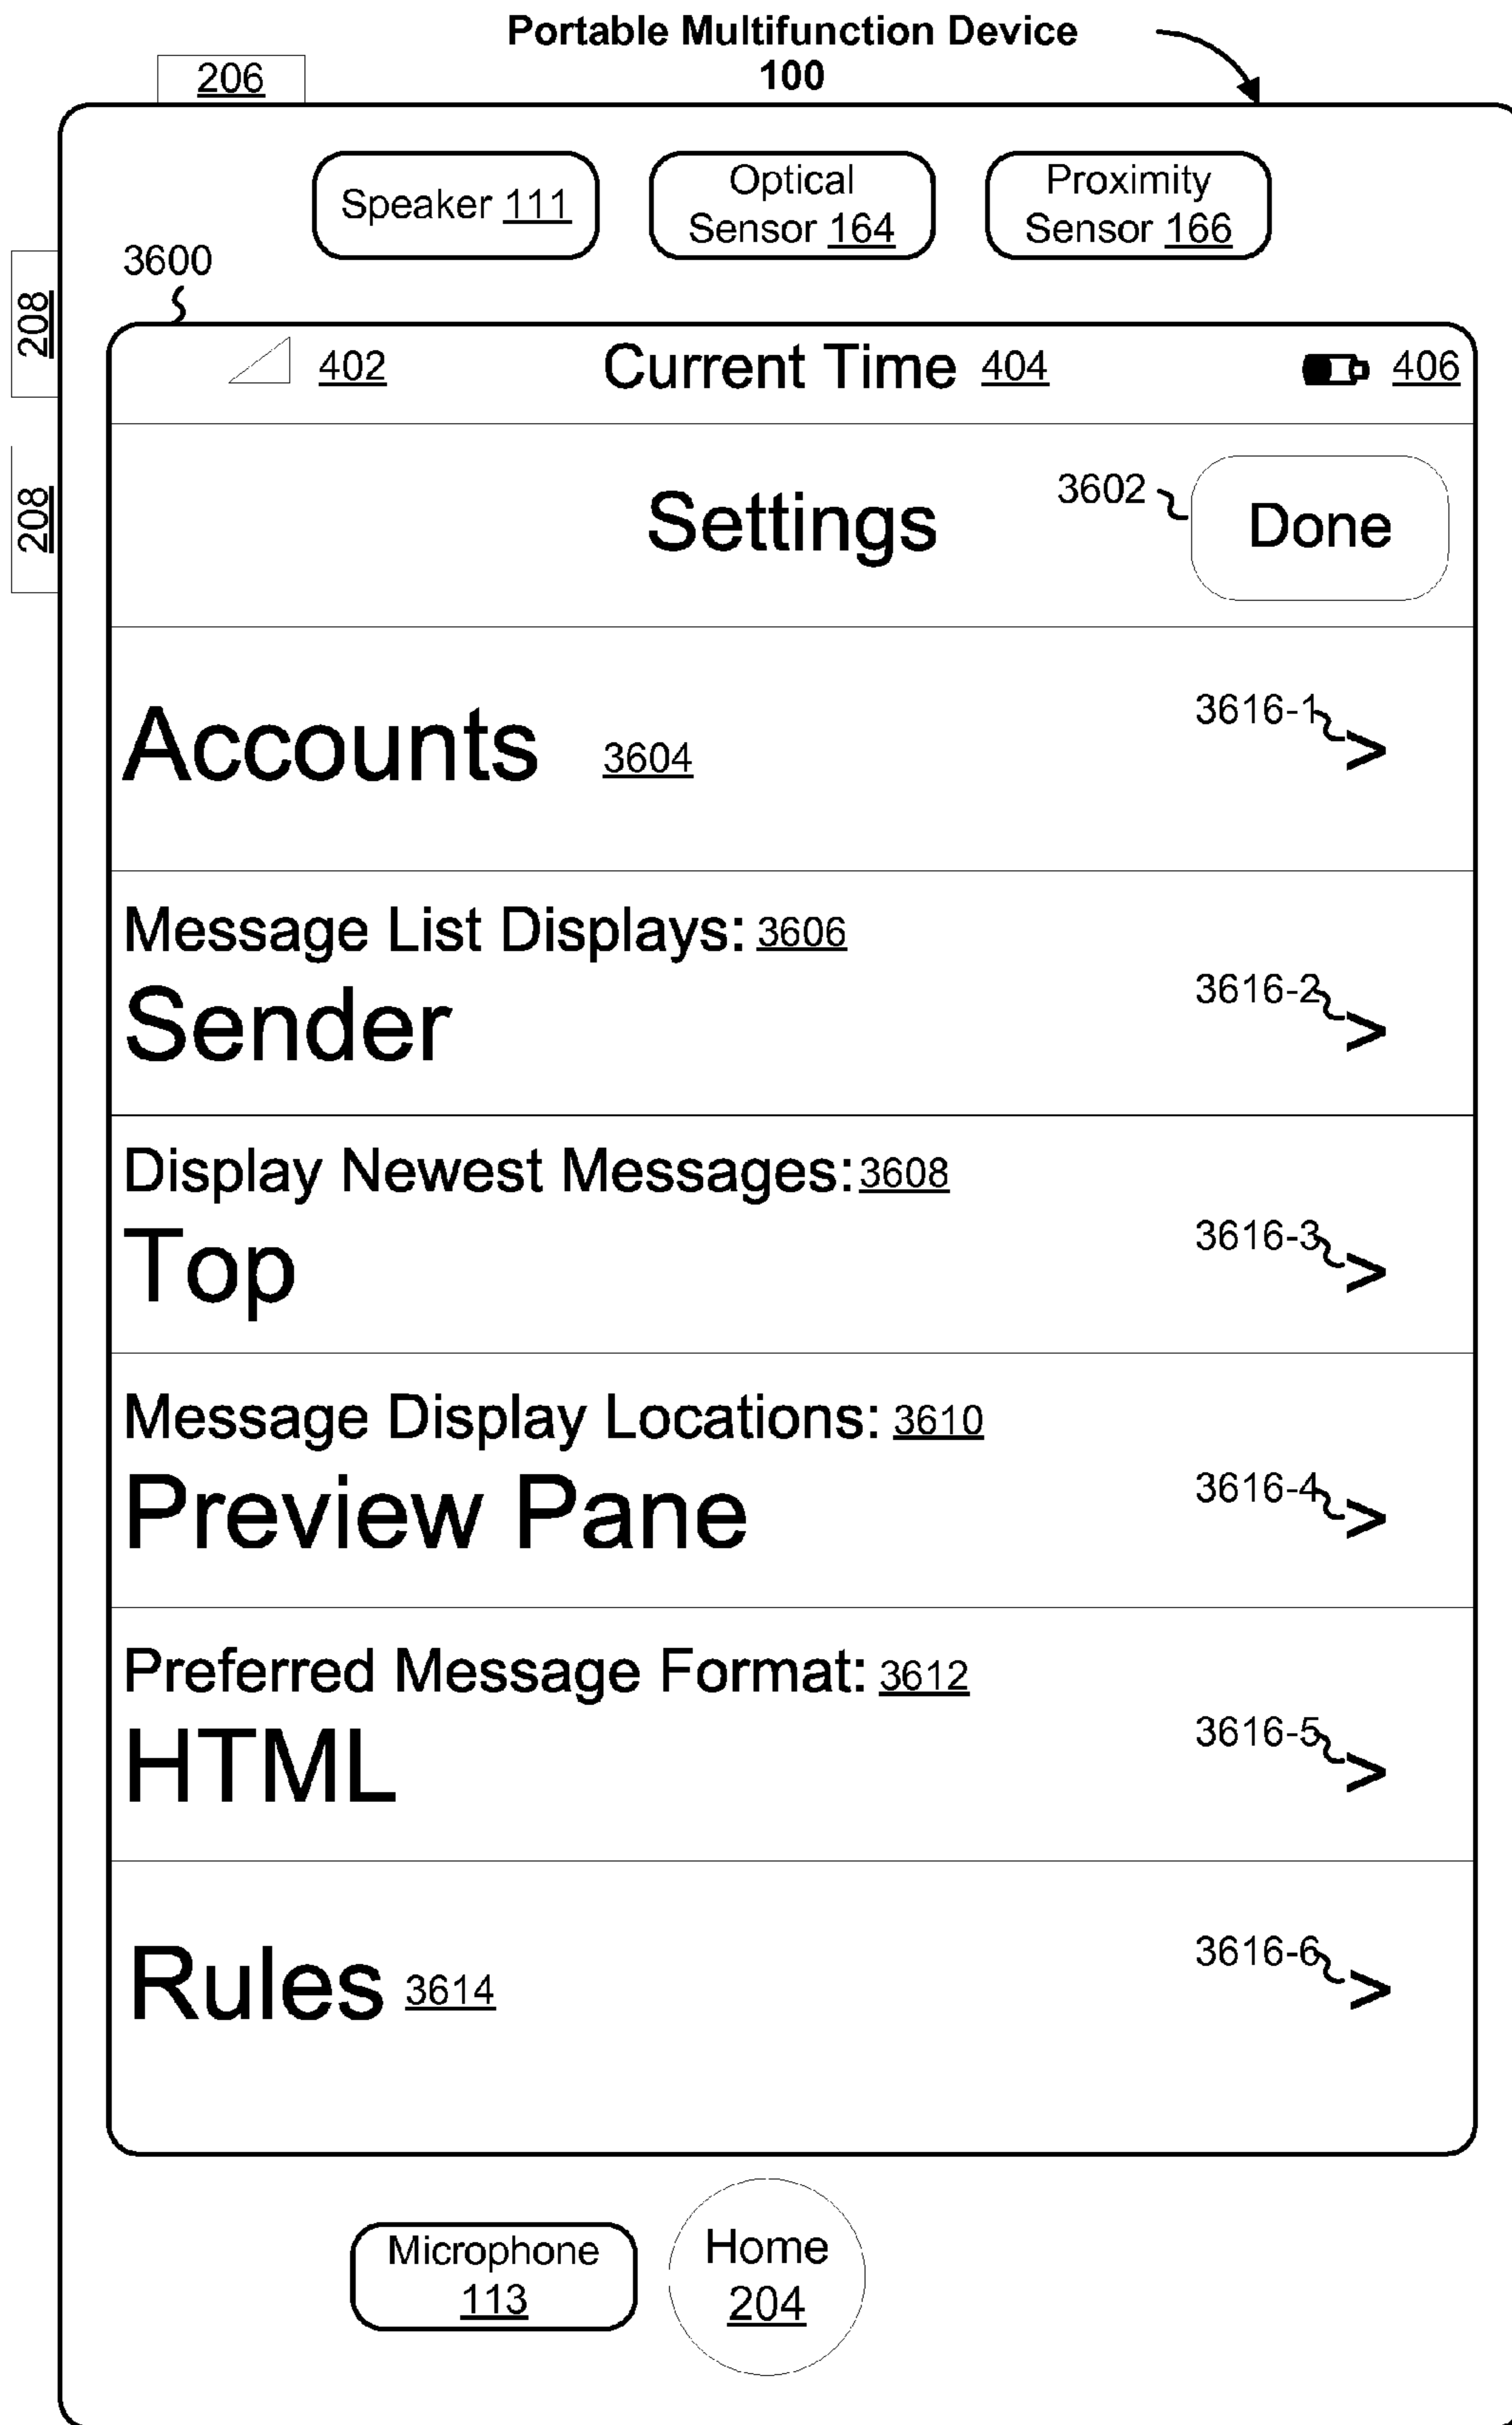 Portable Multifunction Device
100
206
Speaker 111
Optical
Sensor 164
Proximity
Sensor 166
3600
208
208
402
Current Time 404
406
Settings
3602
Done
Accounts 3604
3616-1
>
Message List Displays: 3606
Sender
3616-2
>
Display Newest Messages: 3608
Top
3616-3
>
Message Display Locations: 3610
Preview Pane
3616-4
>
Preferred Message Format: 3612
HTML
3616-5
>
Rules 3614
3616-6
>
Microphone
113
Home
204